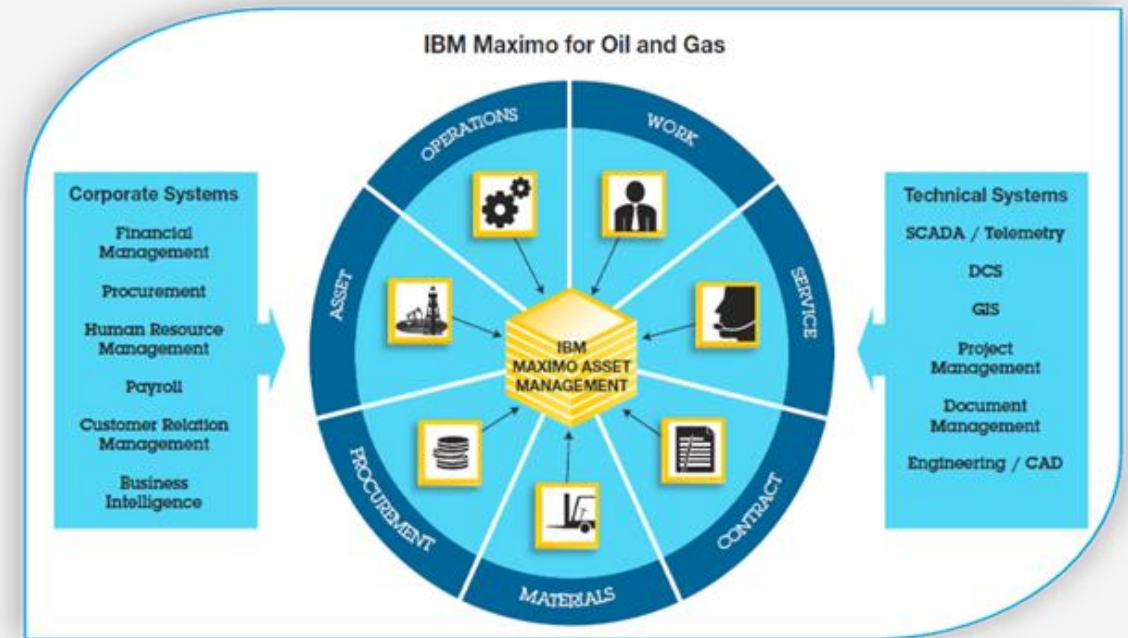 IBM Maximo for Oil and Gas
Corporate Systems
Financial
Management
Procurement
Human Resource
Management
Payroll
Customer Relation
Management
Business
Intelligence
OPERATIONS
WORK
ASSET
SERVICE
IBM
MAXIMO ASSET
MANAGEMENT
PROCUREMENT
CONTRACT
MATERIALS
Technical Systems
SCADA / Telemetry
DCS
GIS
Project
Management
Document
Management
Engineering / CAD